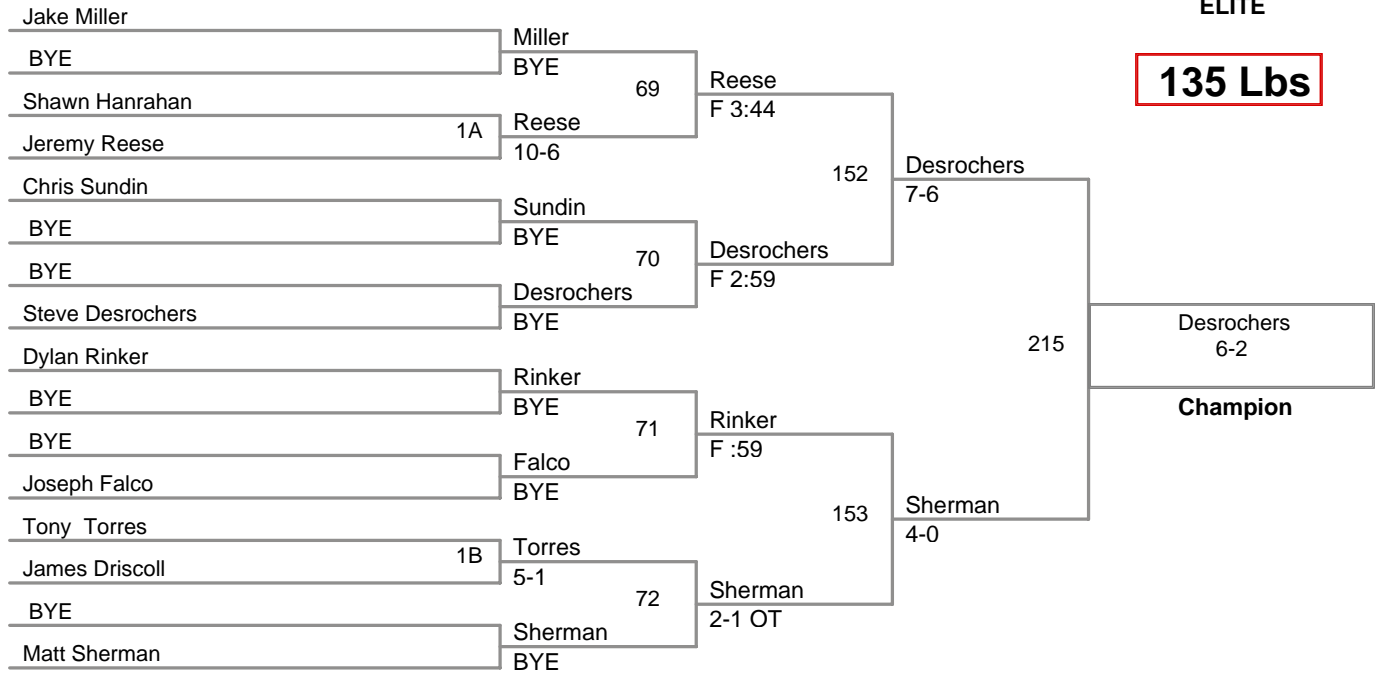 ELITE
135 Lbs
Jake Miller
BYE
Shawn Hanrahan
Jeremy Reese
Chris Sundin
BYE
BYE
Steve Desrochers
Dylan Rinker
BYE
BYE
Joseph Falco
Tony  Torres
James Driscoll
BYE
Matt Sherman
1A
1B
Miller
BYE
Reese
10-6
Sundin
BYE
Desrochers
BYE
Rinker
BYE
Falco
BYE
Torres
5-1
Sherman
BYE
69
70
71
72
Reese
F 3:44
Desrochers
F 2:59
Rinker
F :59
Sherman
2-1 OT
152
153
Desrochers
7-6
Sherman
4-0
215
Desrochers
6-2
Champion